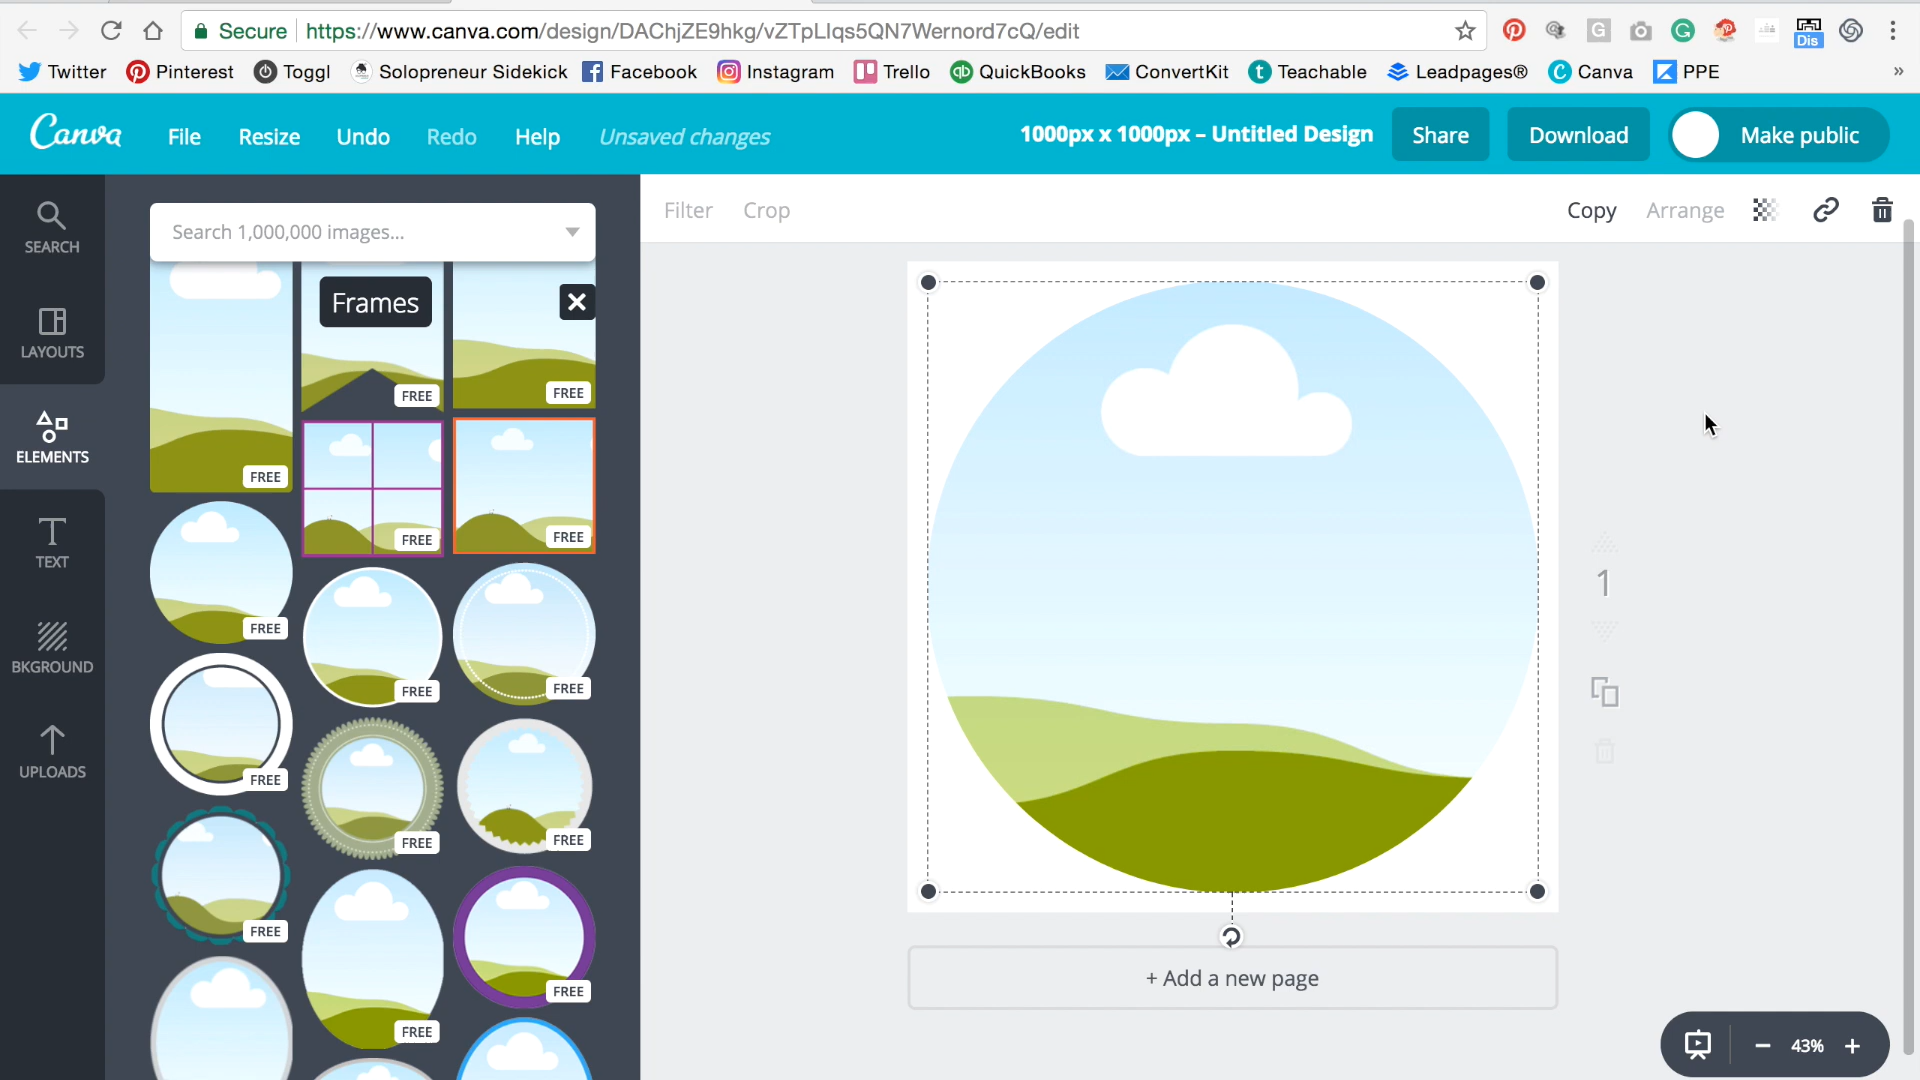 Secure https://www.canva.com/design/DAChjZE9hkg/vZTpLIqs5QN7Wernord7cQ/edit
Dis
Twitter Pinterest Toggl Solopreneur Sidekick Facebook Instagram Trello QuickBooks ConvertKit Teachable Leadpages® Canva PPE »
Canva File Resize Undo Redo Help Unsaved changes 1000px x 1000px – Untitled Design Share Download Make public
SEARCH
LAYOUTS
ELEMENTS
TEXT
BKGROUND
UPLOADS
Search 1,000,000 images...
Frames
FREE
FREE
FREE
FREE
FREE
FREE
FREE
FREE
FREE
FREE
FREE
FREE
FREE
FREE
Filter Crop Copy Arrange
1
+ Add a new page
43%